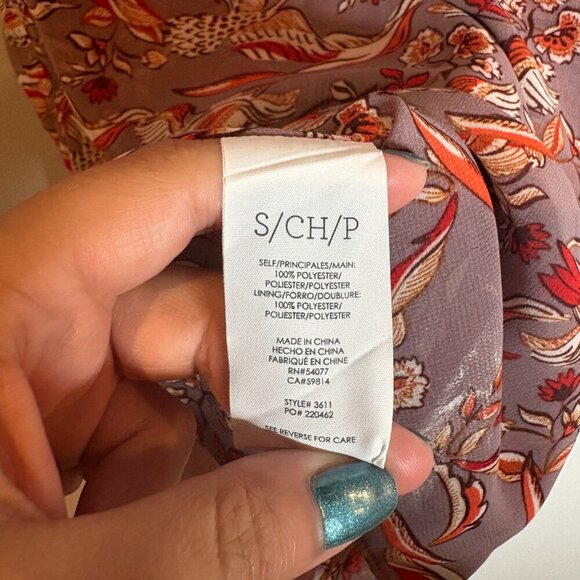 S/CH/P
SELF/PRINCIPALES/MAIN:
100% POLYESTER/
POLIESTER/POLYESTER
LINING/FORRO/DOUBLURE:
100% POLYESTER/
POLIESTER/POLYESTER
MADE IN CHINA
HECHO EN CHINA
FABRIQUÉ EN CHINE
RN#54077
CA#59814
STYLE# 3611
PO# 220462
SEE REVERSE FOR CARE